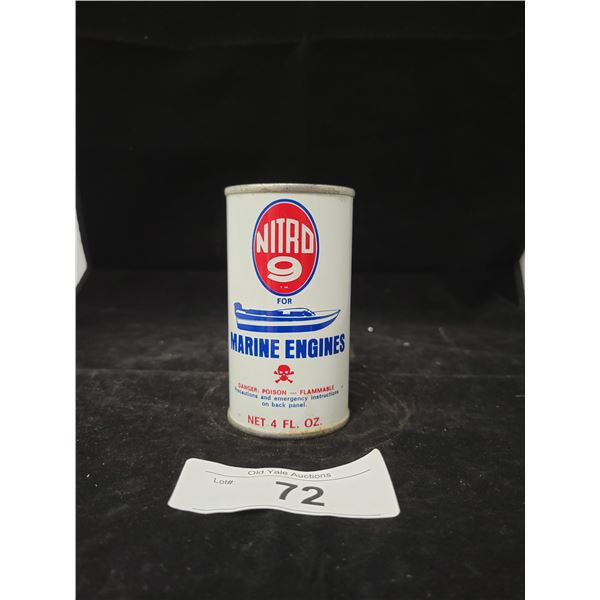 NITRO
9
TM
FOR
MARINE ENGINES
DANGER: POISON — FLAMMABLE
Precautions and emergency instructions
on back panel.
NET 4 FL. OZ.
Old Yale Auctions
Lot#:
72